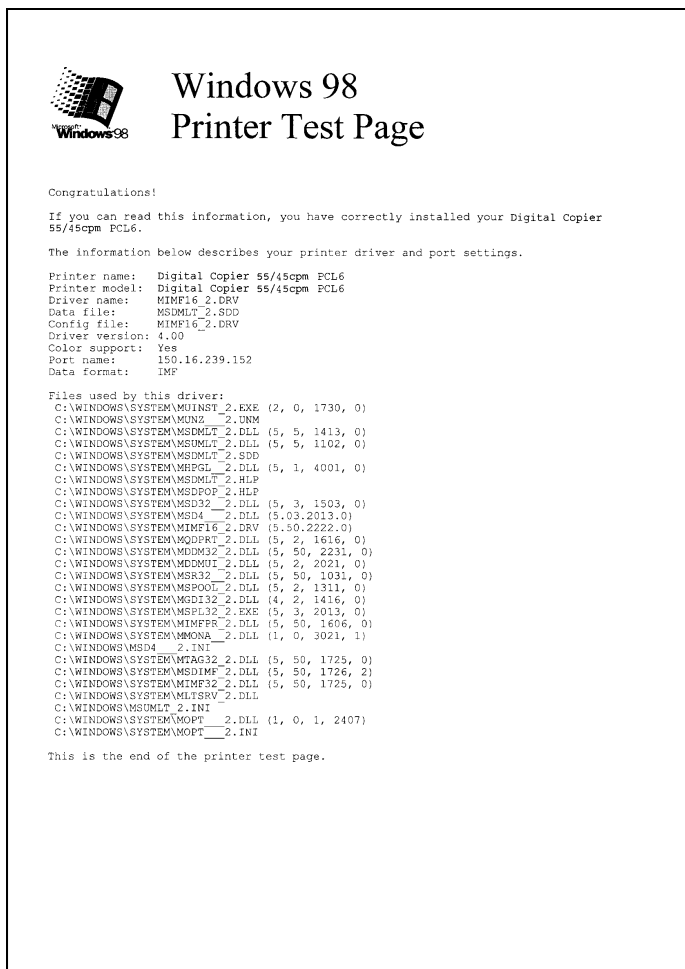 Microsoft
Windows98
Windows 98
Printer Test Page
Congratulations!
If you can read this information, you have correctly installed your Digital Copier
55/45cpm PCL6.
The information below describes your printer driver and port settings.
Printer name: Digital Copier 55/45cpm PCL6
Printer model: Digital Copier 55/45cpm PCL6
Driver name: MIMF16_2.DRV
Data file: MSDMLT_2.SDD
Config file: MIMF16_2.DRV
Driver version: 4.00
Color support: Yes
Port name: 150.16.239.152
Data format: IMF
Files used by this driver:
C:\WINDOWS\SYSTEM\MUINST_2.EXE (2, 0, 1730, 0)
C:\WINDOWS\SYSTEM\MUNZ___2.UNM
C:\WINDOWS\SYSTEM\MSDMLT_2.DLL (5, 5, 1413, 0)
C:\WINDOWS\SYSTEM\MSUMLT_2.DLL (5, 5, 1102, 0)
C:\WINDOWS\SYSTEM\MSDMLT_2.SDD
C:\WINDOWS\SYSTEM\MHPGL__2.DLL (5, 1, 4001, 0)
C:\WINDOWS\SYSTEM\MSDMLT_2.HLP
C:\WINDOWS\SYSTEM\MSDPOP_2.HLP
C:\WINDOWS\SYSTEM\MSD32__2.DLL (5, 3, 1503, 0)
C:\WINDOWS\SYSTEM\MSD4___2.DLL (5.03.2013.0)
C:\WINDOWS\SYSTEM\MIMF16_2.DRV (5.50.2222.0)
C:\WINDOWS\SYSTEM\MQDPRT_2.DLL (5, 2, 1616, 0)
C:\WINDOWS\SYSTEM\MDDM32_2.DLL (5, 50, 2231, 0)
C:\WINDOWS\SYSTEM\MDDMUI_2.DLL (5, 2, 2021, 0)
C:\WINDOWS\SYSTEM\MSR32__2.DLL (5, 50, 1031, 0)
C:\WINDOWS\SYSTEM\MSPOOL_2.DLL (5, 2, 1311, 0)
C:\WINDOWS\SYSTEM\MGDI32_2.DLL (4, 2, 1416, 0)
C:\WINDOWS\SYSTEM\MSPL32_2.EXE (5, 3, 2013, 0)
C:\WINDOWS\SYSTEM\MIMFPR_2.DLL (5, 50, 1606, 0)
C:\WINDOWS\SYSTEM\MMONA__2.DLL (1, 0, 3021, 1)
C:\WINDOWS\MSD4___2.INI
C:\WINDOWS\SYSTEM\MTAG32_2.DLL (5, 50, 1725, 0)
C:\WINDOWS\SYSTEM\MSDIMF_2.DLL (5, 50, 1726, 2)
C:\WINDOWS\SYSTEM\MIMF32_2.DLL (5, 50, 1725, 0)
C:\WINDOWS\SYSTEM\MLTSRV_2.DLL
C:\WINDOWS\MSUMLT_2.INI
C:\WINDOWS\SYSTEM\MOPT___2.DLL (1, 0, 1, 2407)
C:\WINDOWS\SYSTEM\MOPT___2.INI
This is the end of the printer test page.